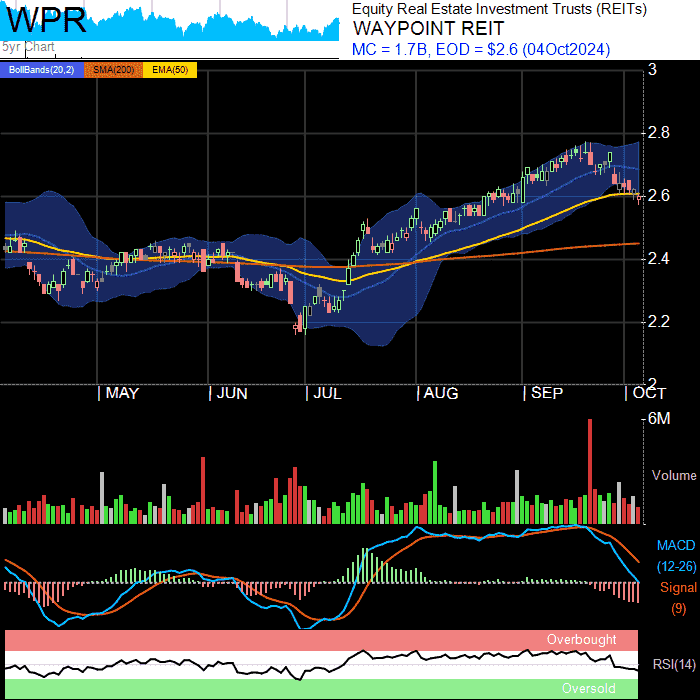 WPR
Equity Real Estate Investment Trusts (REITs)
WAYPOINT REIT
MC = 1.7B, EOD = $2.6 (04Oct2024)
5yr Chart
BollBands(20,2) SMA(200) EMA(50)
3
2.8
2.6
2.4
2.2
2
MAY JUN JUL AUG SEP OCT
6M
Volume
MACD
(12-26)
Signal
(9)
Overbought
RSI(14)
Oversold